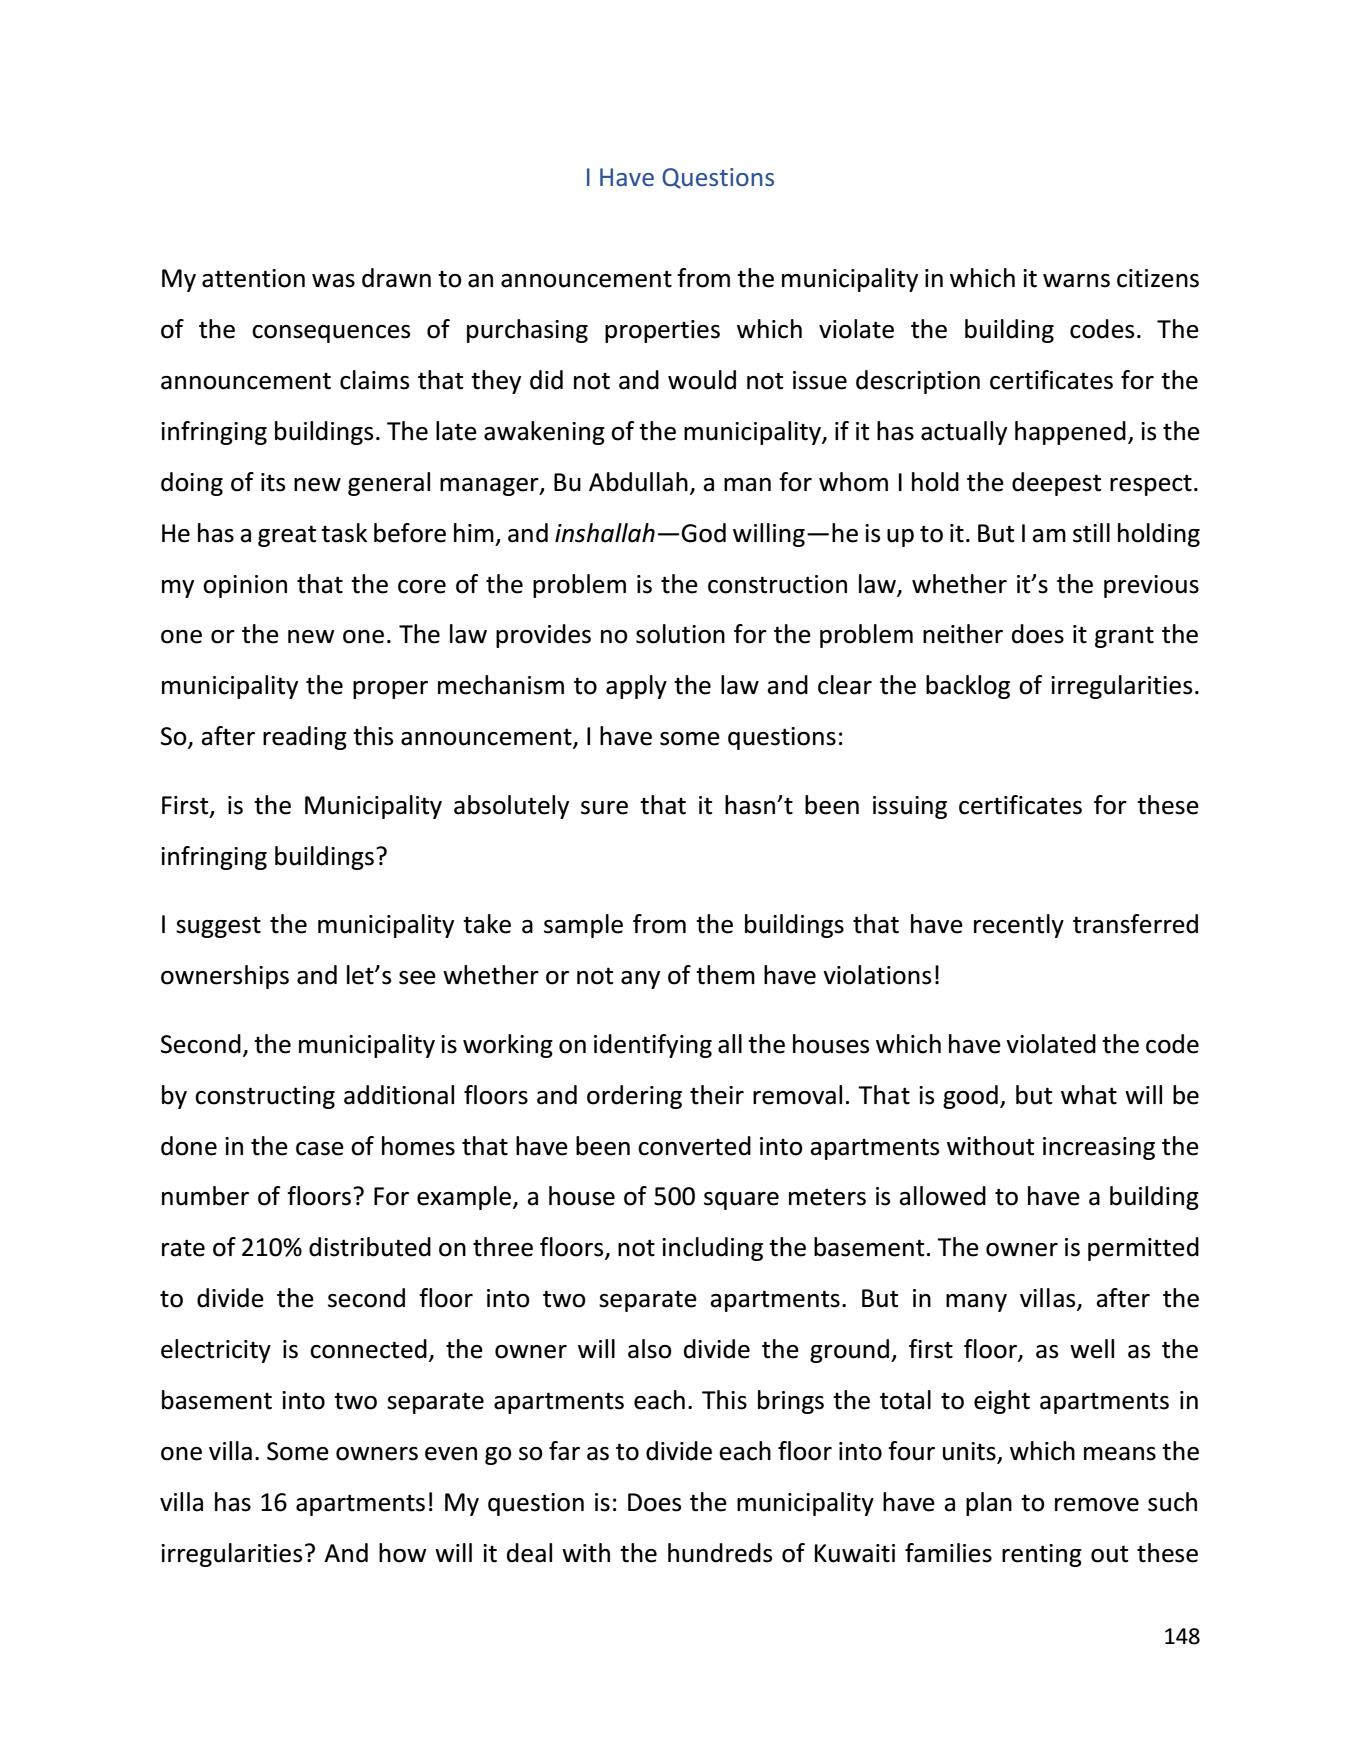 I Have Questions
My attention was drawn to an announcement from the municipality in which it warns citizens
of the consequences of purchasing properties which violate the building codes. The
announcement claims that they did not and would not issue description certificates for the
infringing buildings. The late awakening of the municipality, if it has actually happened, is the
doing of its new general manager, Bu Abdullah, a man for whom I hold the deepest respect.
He has a great task before him, and inshallah—God willing—he is up to it. But I am still holding
my opinion that the core of the problem is the construction law, whether it’s the previous
one or the new one. The law provides no solution for the problem neither does it grant the
municipality the proper mechanism to apply the law and clear the backlog of irregularities.
So, after reading this announcement, I have some questions:
First, is the Municipality absolutely sure that it hasn’t been issuing certificates for these
infringing buildings?
I suggest the municipality take a sample from the buildings that have recently transferred
ownerships and let’s see whether or not any of them have violations!
Second, the municipality is working on identifying all the houses which have violated the code
by constructing additional floors and ordering their removal. That is good, but what will be
done in the case of homes that have been converted into apartments without increasing the
number of floors? For example, a house of 500 square meters is allowed to have a building
rate of 210% distributed on three floors, not including the basement. The owner is permitted
to divide the second floor into two separate apartments. But in many villas, after the
electricity is connected, the owner will also divide the ground, first floor, as well as the
basement into two separate apartments each. This brings the total to eight apartments in
one villa. Some owners even go so far as to divide each floor into four units, which means the
villa has 16 apartments! My question is: Does the municipality have a plan to remove such
irregularities? And how will it deal with the hundreds of Kuwaiti families renting out these
148